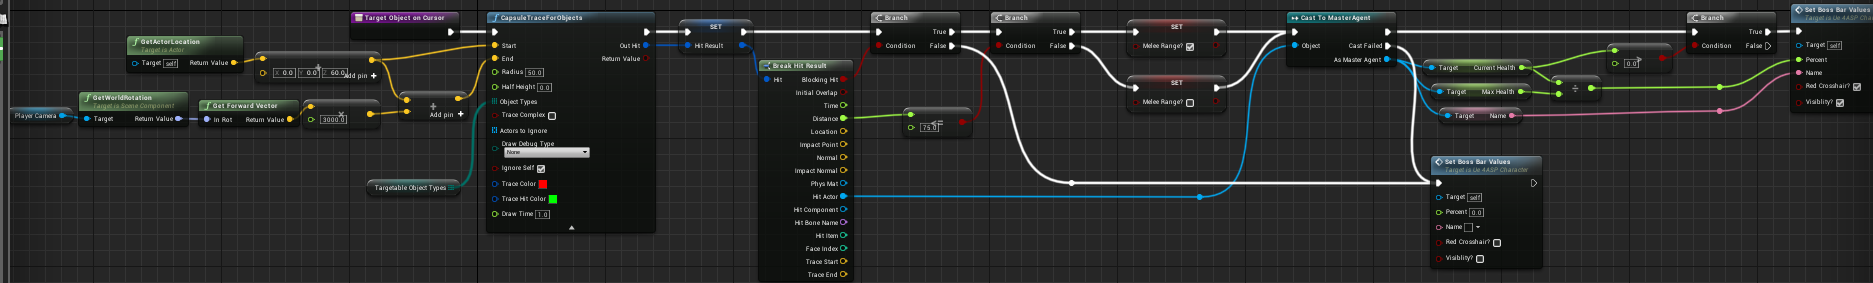 GetActorLocation
Target is Actor
Target self
Return Value
X 0.0 Y 0.0 Z 60.0
Add pin +
Player Camera
GetWorldRotation
Target is Scene Component
Target
Return Value
Get Forward Vector
In Rot
Return Value
3000.0
Add pin +
Target Object on Cursor
Targetable Object Types
CapsuleTraceForObjects
Start
Out Hit
End
Return Value
Radius 50.0
Half Height 0.0
Object Types
Trace Complex
Actors to Ignore
Draw Debug Type
None
Ignore Self
Trace Color
Trace Hit Color
Draw Time 1.0
SET
Hit Result
Break Hit Result
Hit
Blocking Hit
Initial Overlap
Time
Distance
Location
Impact Point
Normal
Impact Normal
Phys Mat
Hit Actor
Hit Component
Hit Bone Name
Hit Item
Face Index
Trace Start
Trace End
Branch
True
Condition
False
<=
75.0
Branch
True
Condition
False
SET
Melee Range?
SET
Melee Range?
Cast To MasterAgent
Object
Cast Failed
As Master Agent
Target Current Health
Target Max Health
Target Name
÷
>
0.0
Branch
True
Condition
False
Set Boss Bar Values
Target is Ue 4ASP Character
Target self
Percent 0.0
Name
Red Crosshair?
Visiblity?
Set Boss Bar Values
Target is Ue 4ASP Char
Target self
Percent
Name
Red Crosshair?
Visiblity?